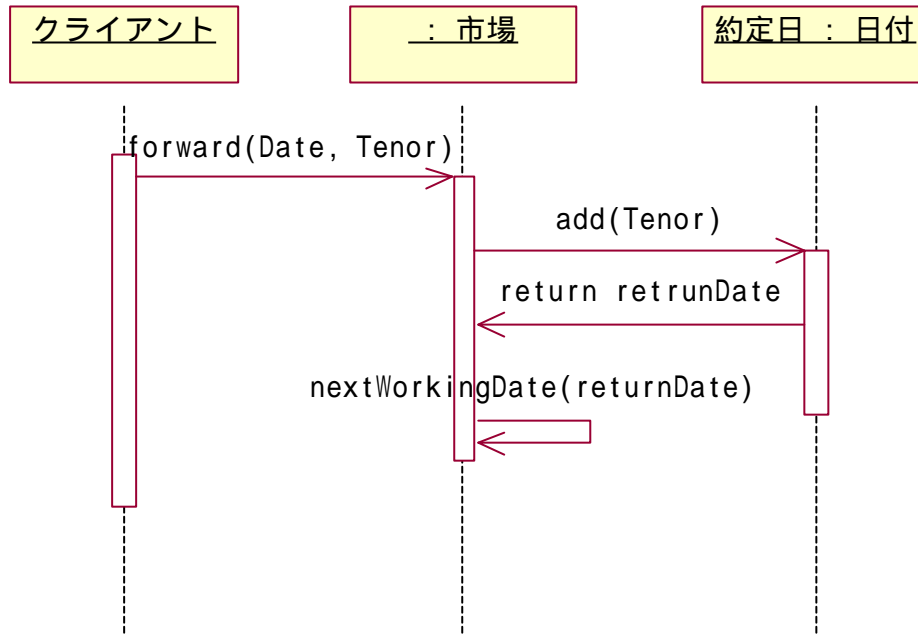 クライアント
: 市場
約定日 : 日付
forward(Date, Tenor)
add(Tenor)
return retrunDate
nextWorkingDate(returnDate)